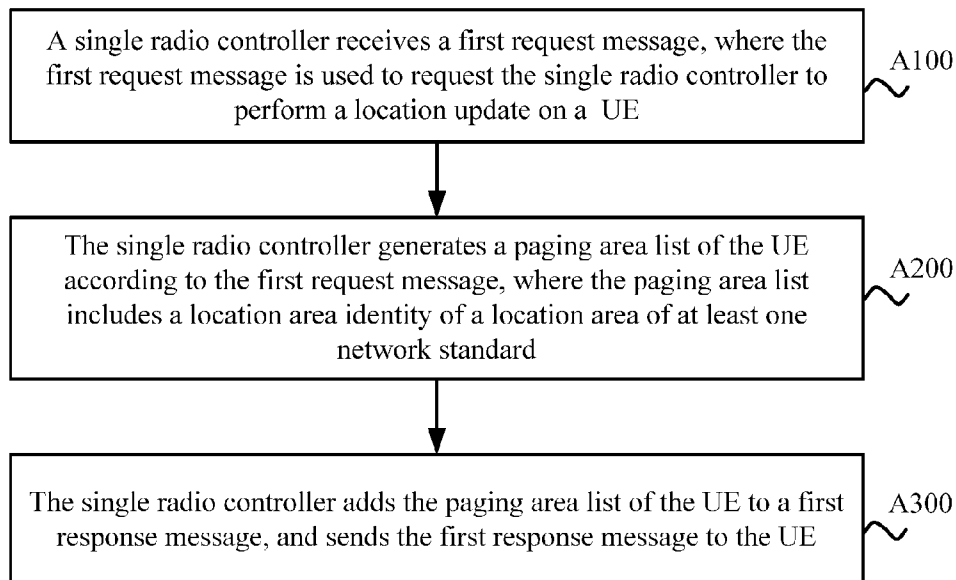 A single radio controller receives a first request message, where the
first request message is used to request the single radio controller to
perform a location update on a UE
A100
The single radio controller generates a paging area list of the UE
according to the first request message, where the paging area list
includes a location area identity of a location area of at least one
network standard
A200
The single radio controller adds the paging area list of the UE to a first
response message, and sends the first response message to the UE
A300